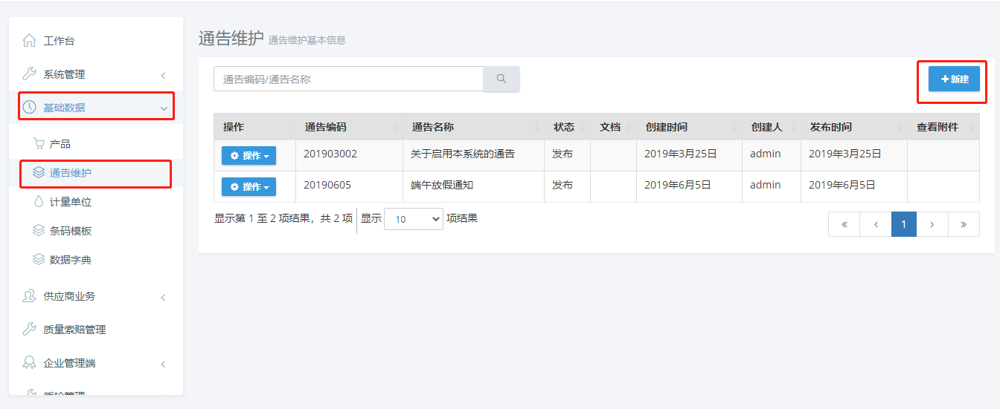 工作台
系统管理
基础数据
产品
通告维护
计量单位
条码模板
数据字典
供应商业务
质量索赔管理
企业管理端
质检管理
通告维护 通告维护基本信息
通告编码/通告名称
新建
操作 通告编码 通告名称 状态 文档 创建时间 创建人 发布时间 查看附件
操作 201903002 关于启用本系统的通告 发布 2019年3月25日 admin 2019年3月25日
操作 20190605 端午放假通知 发布 2019年6月5日 admin 2019年6月5日
显示第 1 至 2 项结果，共 2 项 显示 10 项结果
« ‹ 1 › »